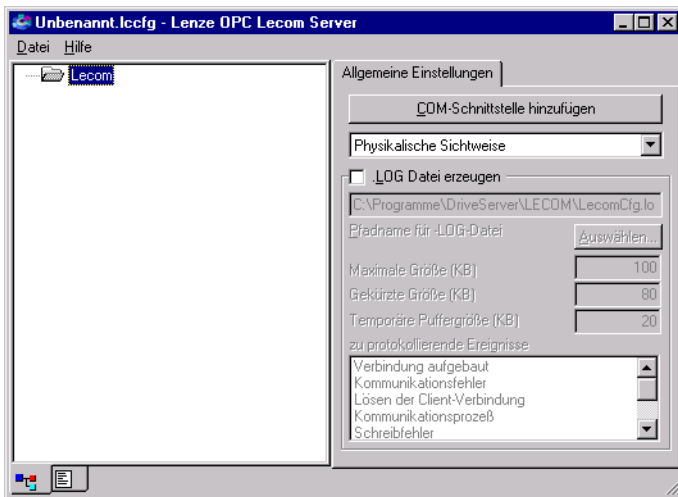 Unbenannt.lccfg - Lenze OPC Lecom Server
Datei Hilfe
Lecom
Allgemeine Einstellungen
COM-Schnittstelle hinzufügen
Physikalische Sichtweise
.LOG Datei erzeugen
C:\Programme\DriveServer\LECOM\LecomCfg.lo
Pfadname für -LOG-Datei
Auswählen...
Maximale Größe (KB) 100
Gekürzte Größe (KB) 80
Temporäre Puffergröße (KB) 20
zu protokollierende Ereignisse
Verbindung aufgebaut
Kommunikationsfehler
Lösen der Client-Verbindung
Kommunikationsprozeß
Schreibfehler